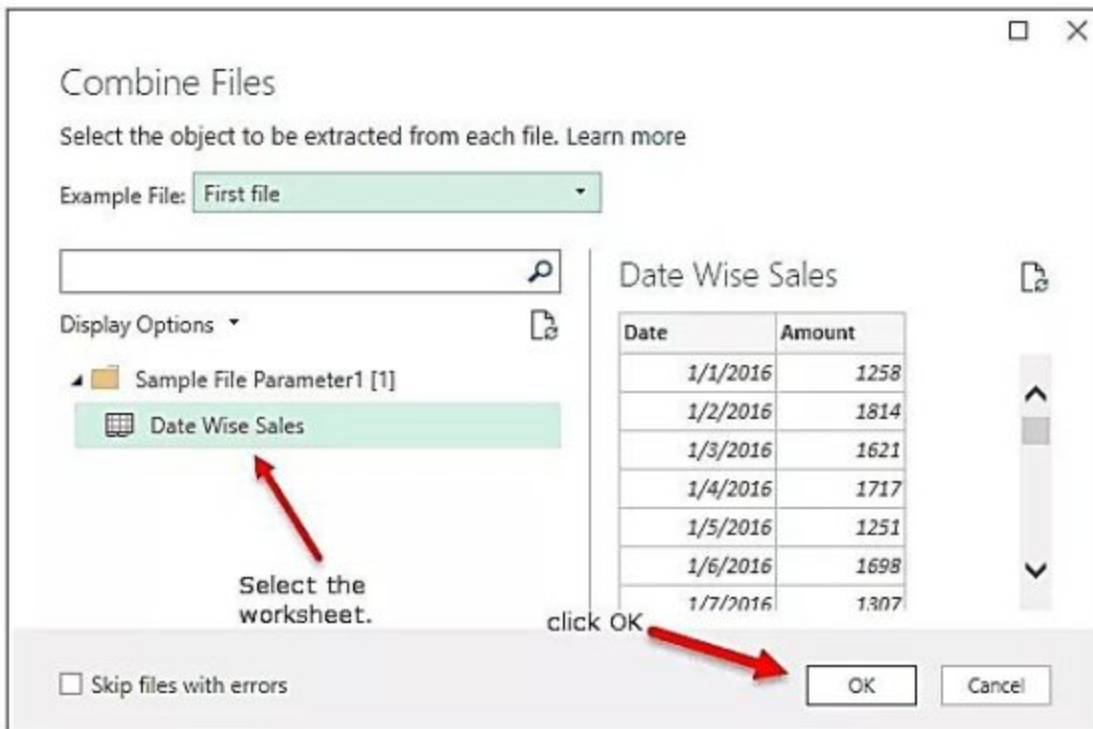 Combine Files
Select the object to be extracted from each file. Learn more
Example File: First file
Display Options
Sample File Parameter1 [1]
Date Wise Sales
Select the
worksheet.
Date Wise Sales
Date Amount
1/1/2016 1258
1/2/2016 1814
1/3/2016 1621
1/4/2016 1717
1/5/2016 1251
1/6/2016 1698
1/7/2016 1307
click OK
Skip files with errors
OK Cancel